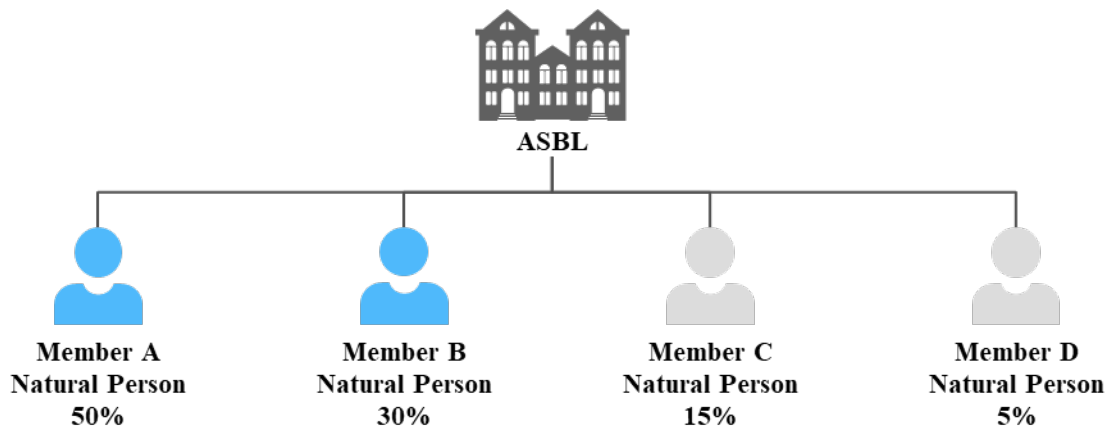 ASBL
Member A
Natural Person
50%
Member B
Natural Person
30%
Member C
Natural Person
15%
Member D
Natural Person
5%